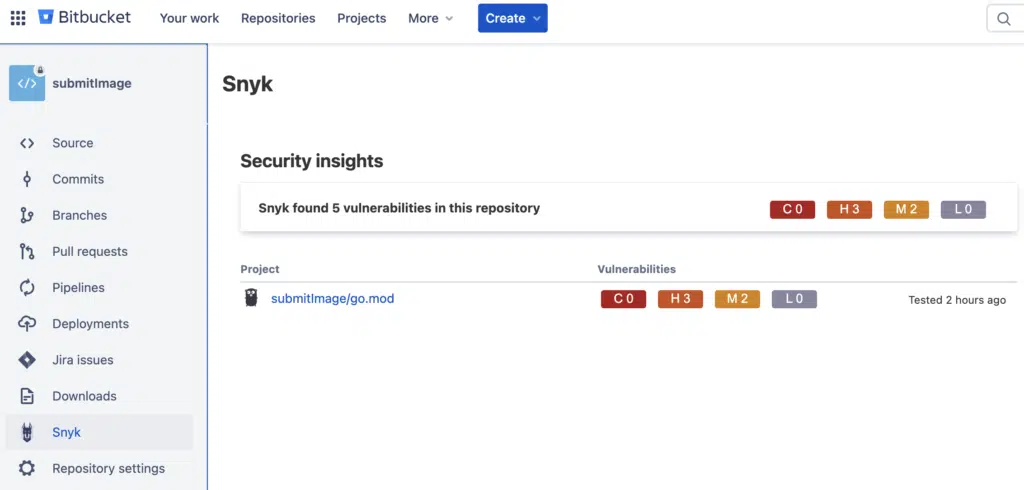 Bitbucket Your work Repositories Projects More Create
submitImage
Snyk
Source
Commits
Branches
Pull requests
Pipelines
Deployments
Jira issues
Downloads
Snyk
Repository settings
Security insights
Snyk found 5 vulnerabilities in this repository C 0 H 3 M 2 L 0
Project Vulnerabilities
submitImage/go.mod C 0 H 3 M 2 L 0 Tested 2 hours ago